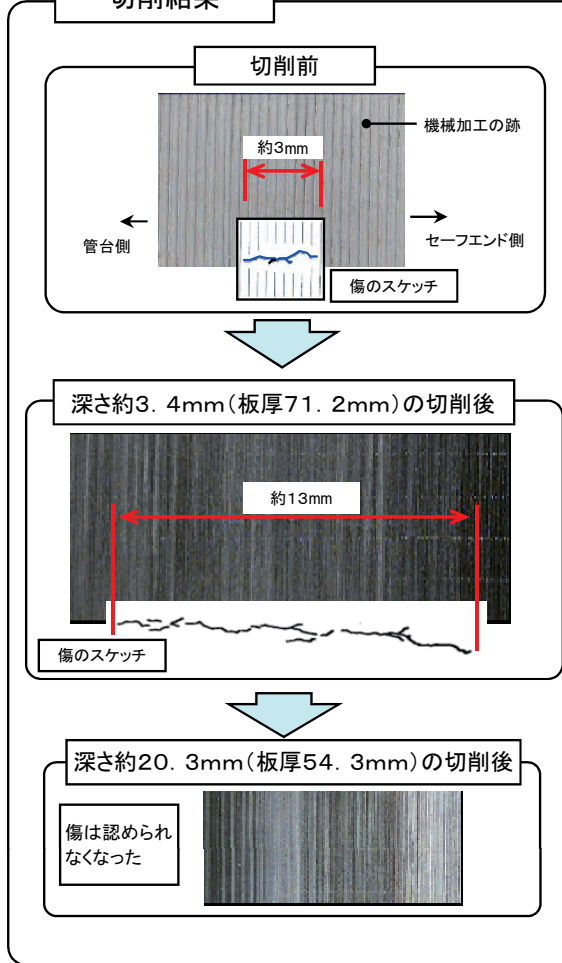 切削結果
切削前
機械加工の跡
約3mm
管台側
セーフエンド側
傷のスケッチ
深さ約3．4mm（板厚71．2mm）の切削後
約13mm
傷のスケッチ
深さ約20．3mm（板厚54．3mm）の切削後
傷は認められ
なくなった